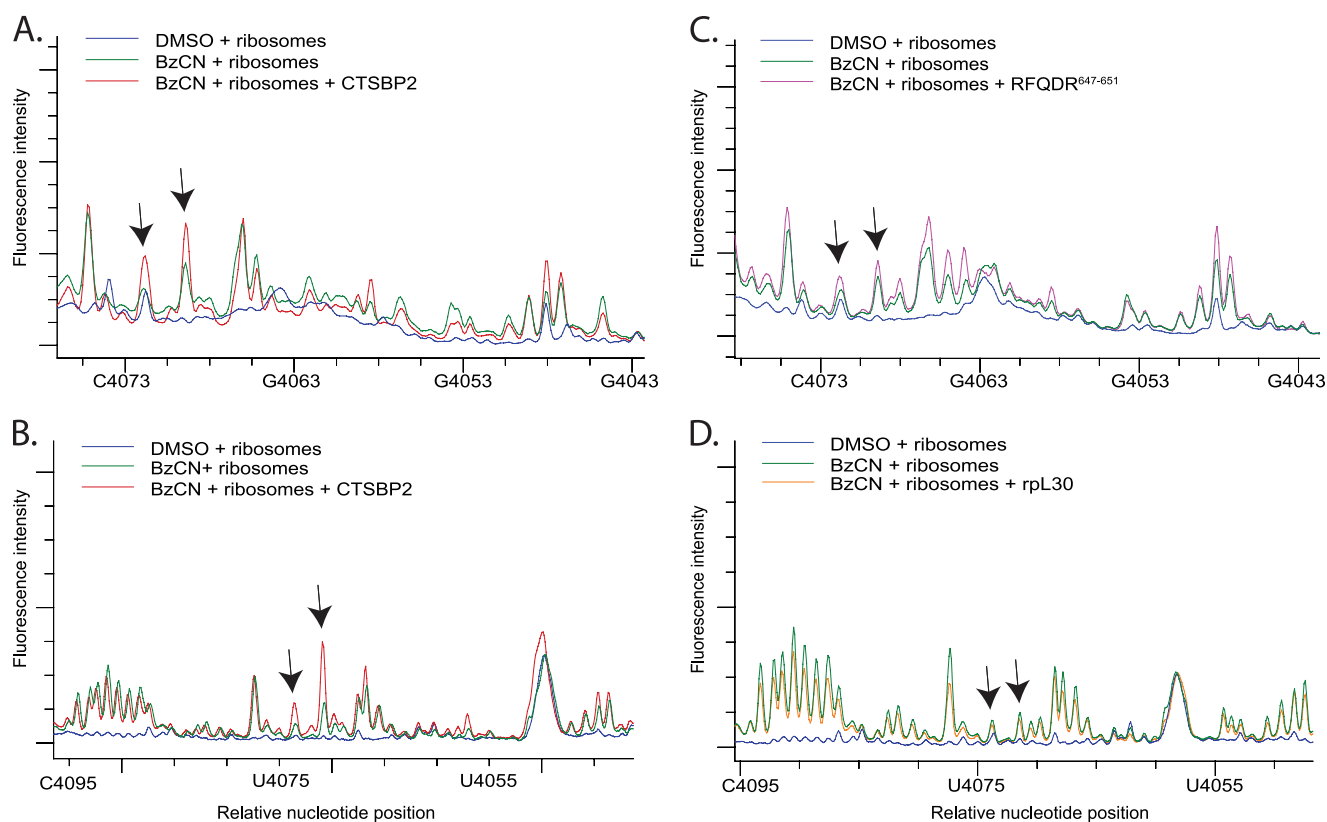 A.
DMSO + ribosomes
BzCN + ribosomes
BzCN + ribosomes + CTSBP2
Fluorescence intensity
C4073 G4063 G4053 G4043
B.
DMSO + ribosomes
BzCN+ ribosomes
BzCN + ribosomes + CTSBP2
Fluorescence intensity
C4095 U4075 U4055
Relative nucleotide position
C.
DMSO + ribosomes
BzCN + ribosomes
BzCN + ribosomes + RFQDR⁶⁴⁷⁻⁶⁵¹
Fluorescence intensity
C4073 G4063 G4053 G4043
D.
DMSO + ribosomes
BzCN + ribosomes
BzCN + ribosomes + rpL30
Fluorescence intensity
C4095 U4075 U4055
Relative nucleotide position